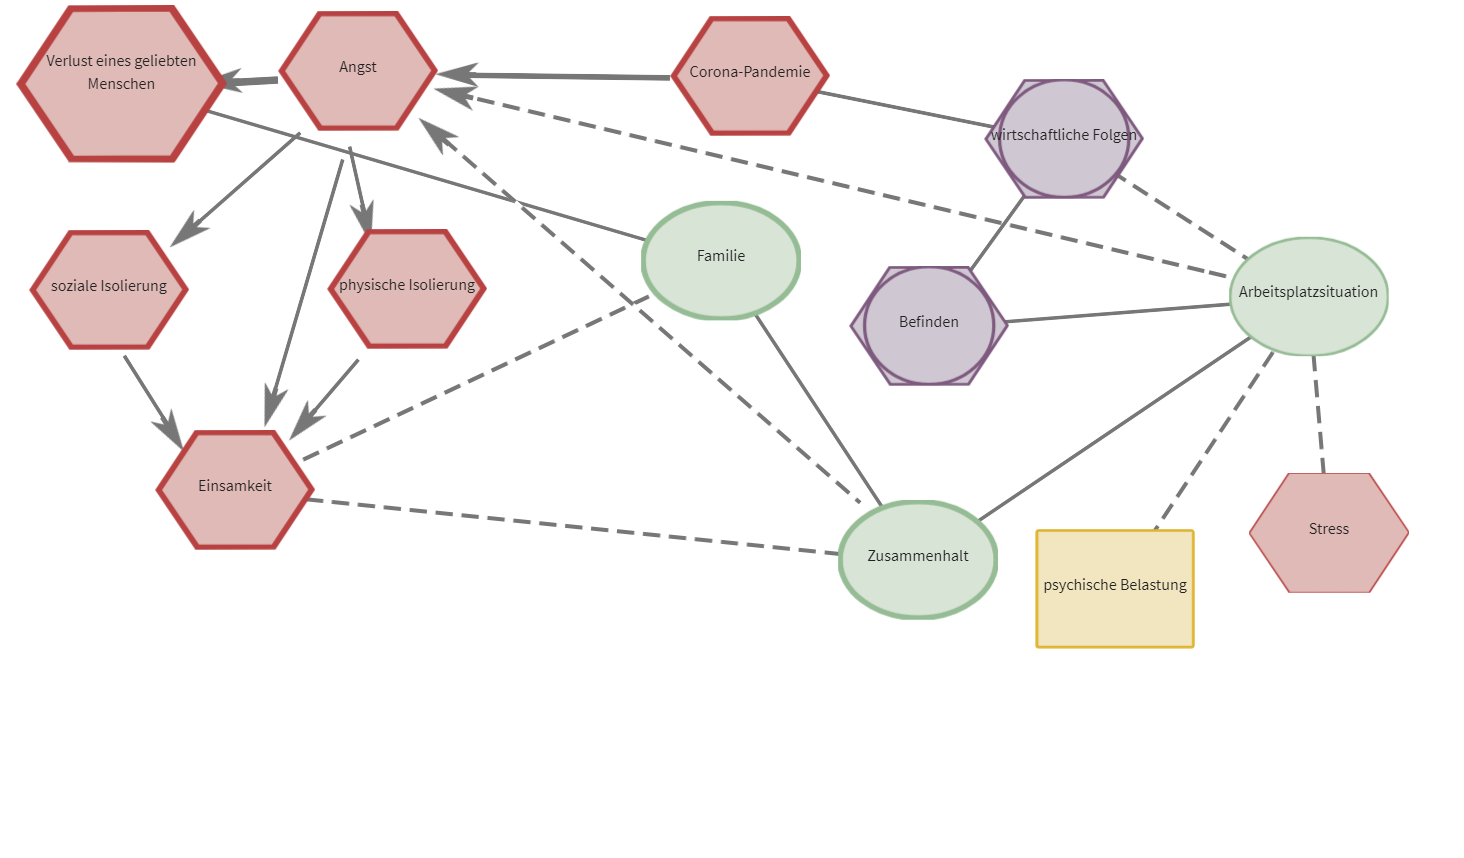 Verlust eines geliebten
Menschen
Angst
Corona-Pandemie
wirtschaftliche Folgen
Familie
soziale Isolierung
physische Isolierung
Befinden
Arbeitsplatzsituation
Einsamkeit
Zusammenhalt
psychische Belastung
Stress